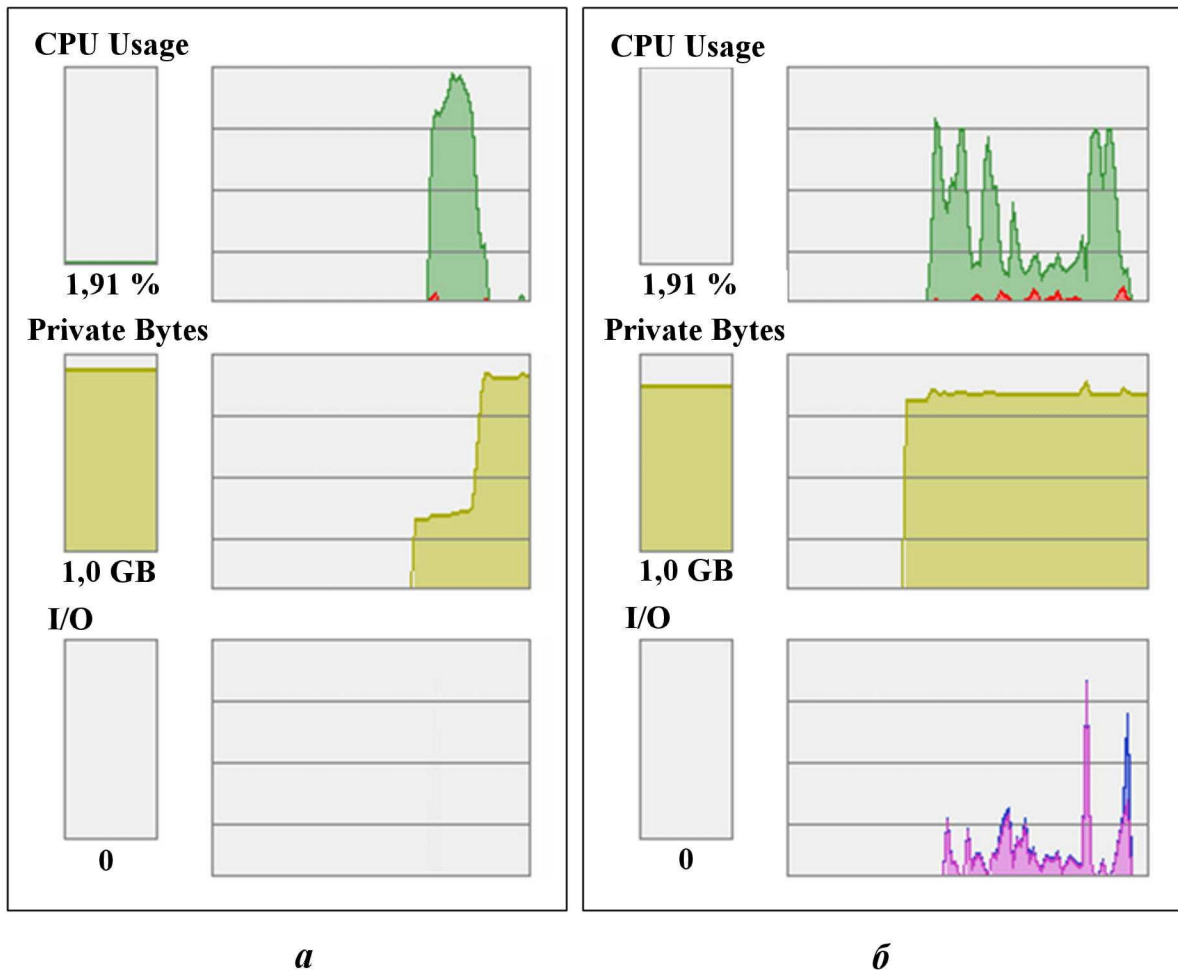 CPU Usage
1,91 %
Private Bytes
1,0 GB
I/O
0
а
CPU Usage
1,91 %
Private Bytes
1,0 GB
I/O
0
б